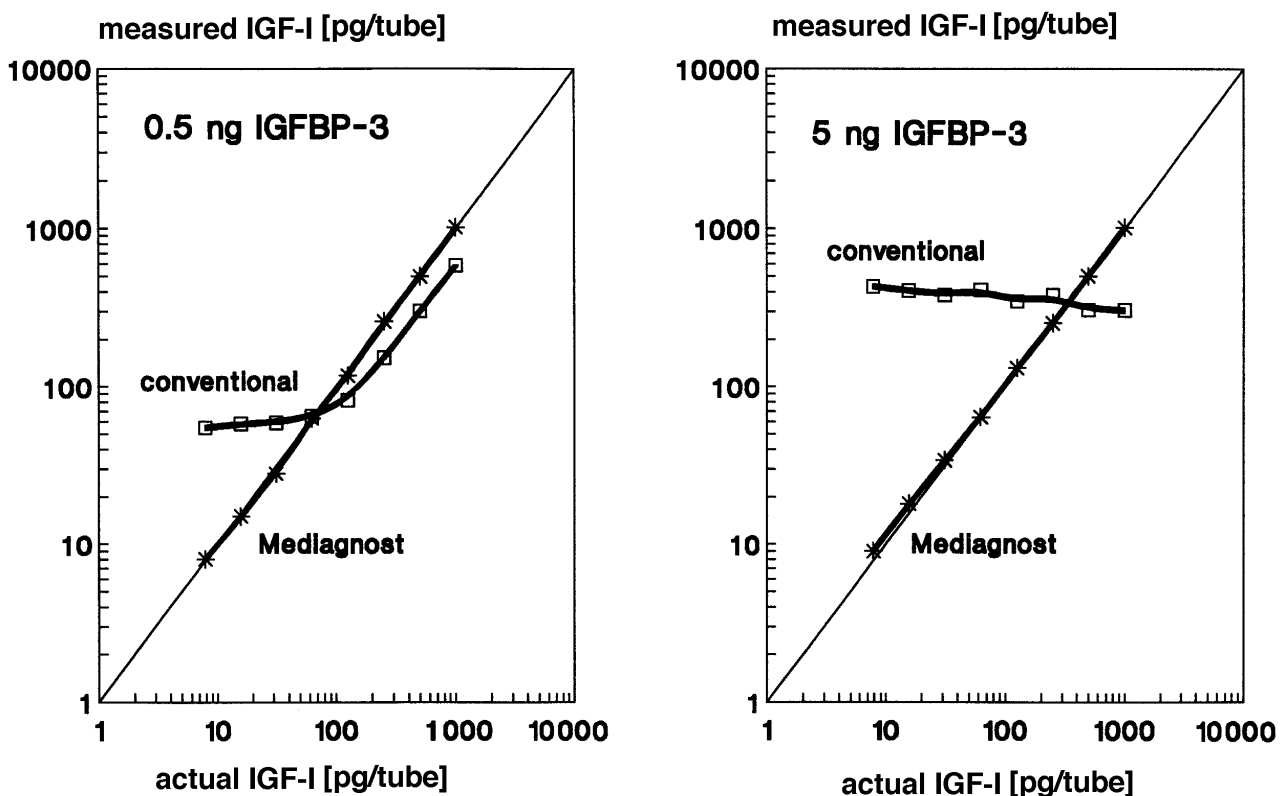 measured IGF-I [pg/tube]
10000
1000
100
10
1
0.5 ng IGFBP-3
conventional
Mediagnost
1 10 100 1000 10000
actual IGF-I [pg/tube]
measured IGF-I [pg/tube]
10000
1000
100
10
1
5 ng IGFBP-3
conventional
Mediagnost
1 10 100 1000 10000
actual IGF-I [pg/tube]